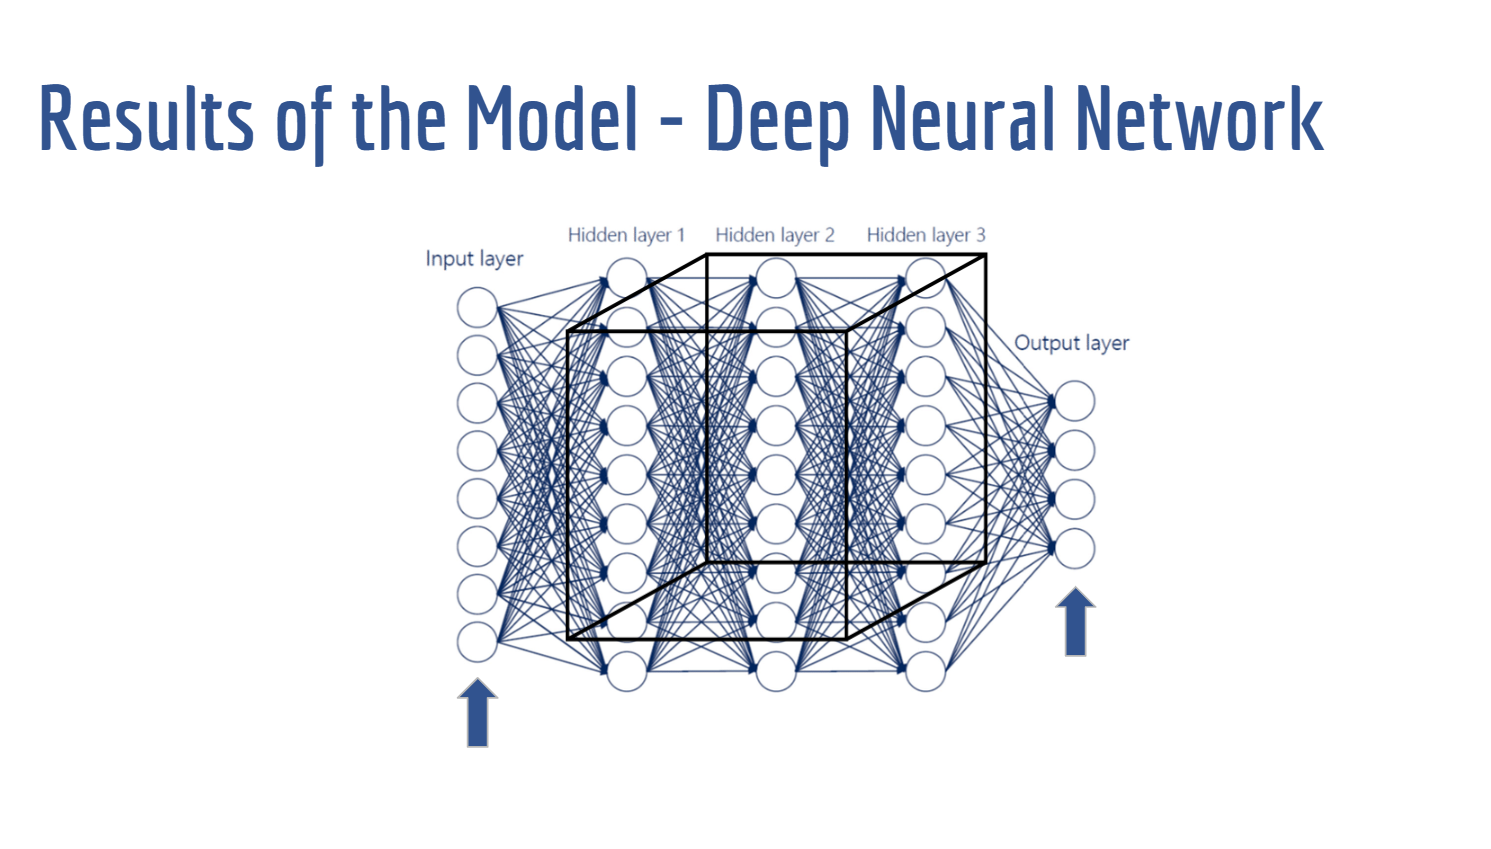 Results of the Model - Deep Neural Network
Hidden layer 1 Hidden layer 2 Hidden layer 3
Input layer
Output layer